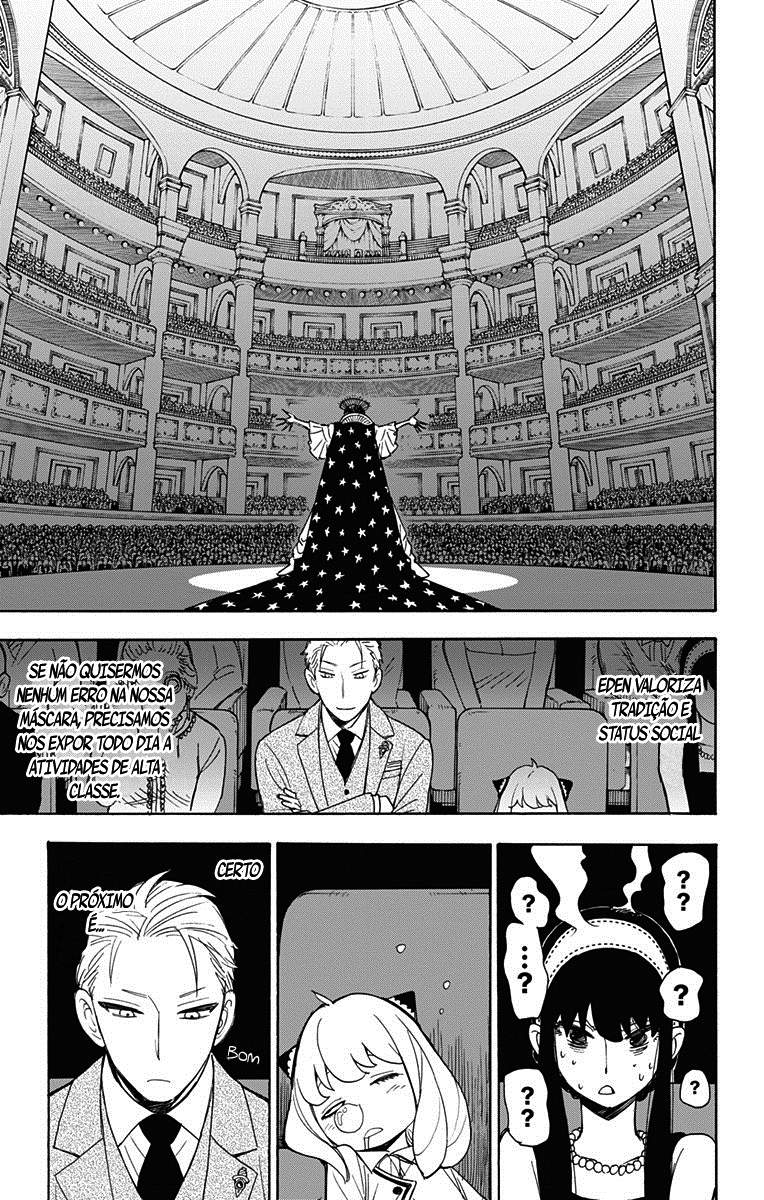 EDEN VALORIZA
TRADIÇÃO E
STATUS SOCIAL
SE NÃO QUISERMOS
NENHUM ERRO NA NOSSA
MÁSCARA, PRECISAMOS
NOS EXPOR TODO DIA A
ATIVIDADES DE ALTA
CLASSE.
? ?
?
...?
?
? ?
?
? ?
CERTO
O PRÓXIMO
É...
BOM